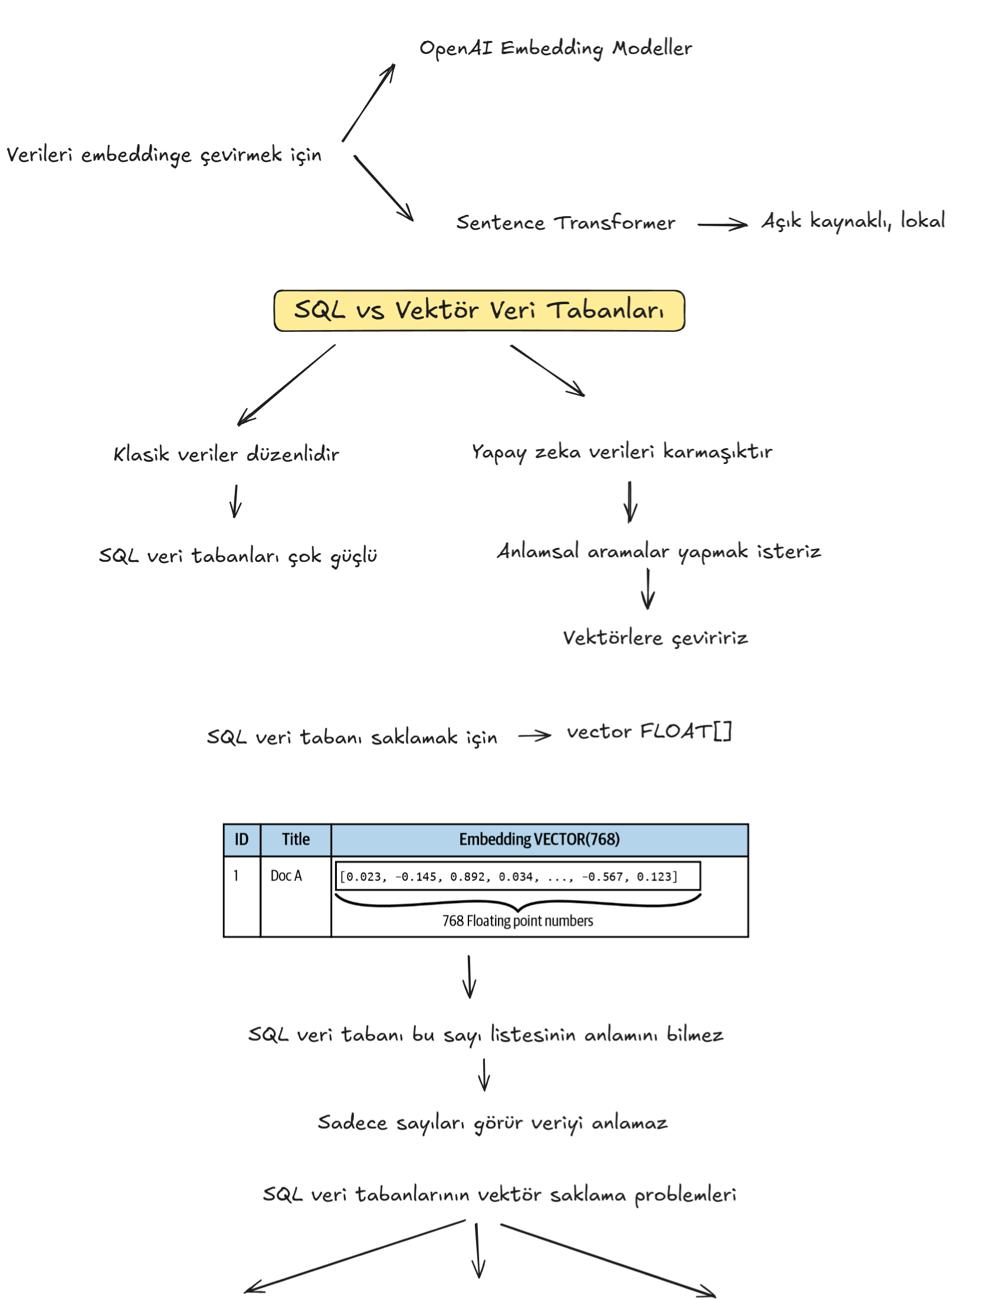 OpenAI Embedding Modeller
Verileri embeddinge çevirmek için
Sentence Transformer
Açık kaynaklı, lokal
SQL vs Vektör Veri Tabanları
Klasik veriler düzenlidir
Yapay zeka verileri karmaşıktır
SQL veri tabanları çok güçlü
Anlamsal aramalar yapmak isteriz
Vektörlere çeviririz
SQL veri tabanı saklamak için
vector FLOAT[]
ID Title Embedding VECTOR(768)
1 Doc A [0.023, -0.145, 0.892, 0.034, ..., -0.567, 0.123]
768 Floating point numbers
SQL veri tabanı bu sayı listesinin anlamını bilmez
Sadece sayıları görür veriyi anlamaz
SQL veri tabanlarının vektör saklama problemleri